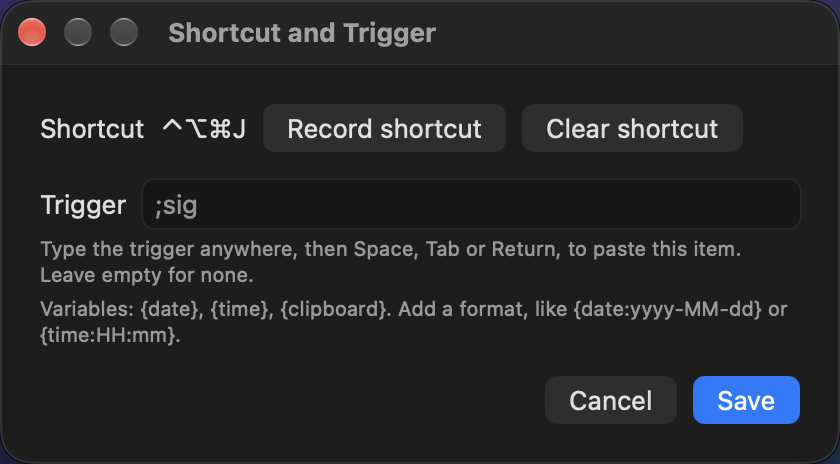 Shortcut and Trigger
Shortcut ⌃⌥⌘J Record shortcut Clear shortcut
Trigger ;sig
Type the trigger anywhere, then Space, Tab or Return, to paste this item.
Leave empty for none.
Variables: {date}, {time}, {clipboard}. Add a format, like {date:yyyy-MM-dd} or
{time:HH:mm}.
Cancel Save